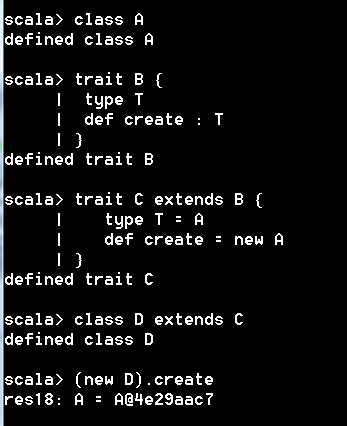 scala> class A
defined class A
scala> trait B {
     |  type T
     |  def create : T
     | }
defined trait B
scala> trait C extends B {
     |    type T = A
     |    def create = new A
     | }
defined trait C
scala> class D extends C
defined class D
scala> (new D).create
res18: A = A@4e29aac7